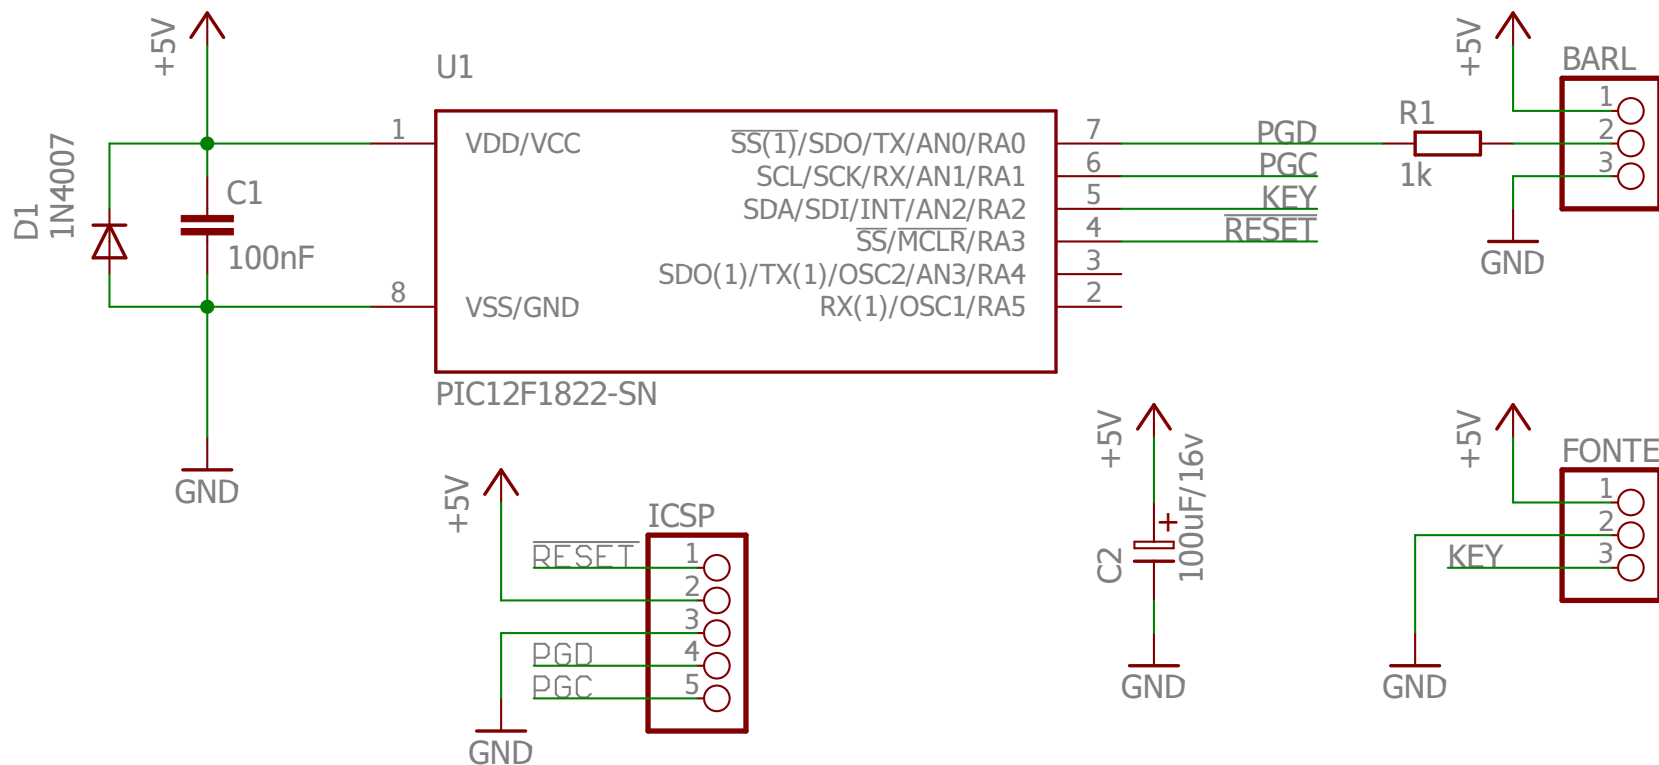 +5V
U1
+5V
BARL
D1
1N4007
1
VDD/VCC
SS(1)/SDO/TX/AN0/RA0
7
PGD
R1
1k
1
2
3
SCL/SCK/RX/AN1/RA1
6
PGC
C1
100nF
SDA/SDI/INT/AN2/RA2
5
KEY
SS/MCLR/RA3
4
RESET
SDO(1)/TX(1)/OSC2/AN3/RA4
3
GND
8
VSS/GND
RX(1)/OSC1/RA5
2
PIC12F1822-SN
GND
+5V
ICSP
RESET
1
2
3
PGD
4
PGC
5
GND
+5V
C2
+
100uF/16v
GND
+5V
FONTE
1
2
KEY
3
GND